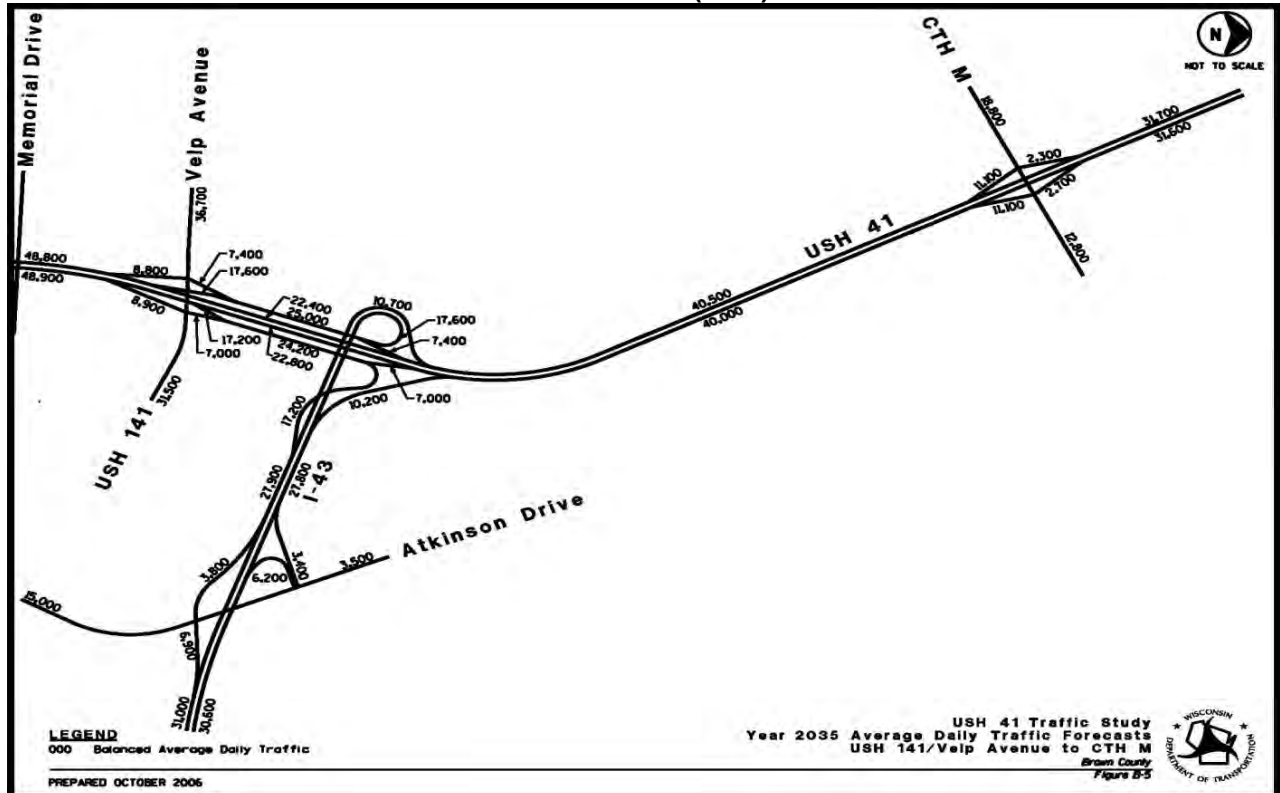 Memorial Drive
Velp Avenue
CTH M
N
NOT TO SCALE
18,800
31,700
31,600
2,300
11,100
2,700
11,100
12,800
USH 41
36,700
48,800
48,900
8,800
8,900
7,400
17,600
22,400
25,000
10,700
17,600
7,400
17,200
7,000
24,200
22,800
7,000
10,200
17,200
40,500
40,000
31,500
USH 141
27,900
27,800
I-43
Atkinson Drive
3,500
3,400
6,200
3,800
15,000
6,900
31,000
30,600
LEGEND
000 Balanced Average Daily Traffic
PREPARED OCTOBER 2006
USH 41 Traffic Study
Year 2035 Average Daily Traffic Forecasts
USH 141/Velp Avenue to CTH M
Brown County
Figure B-5
WISCONSIN
DEPARTMENT OF TRANSPORTATION